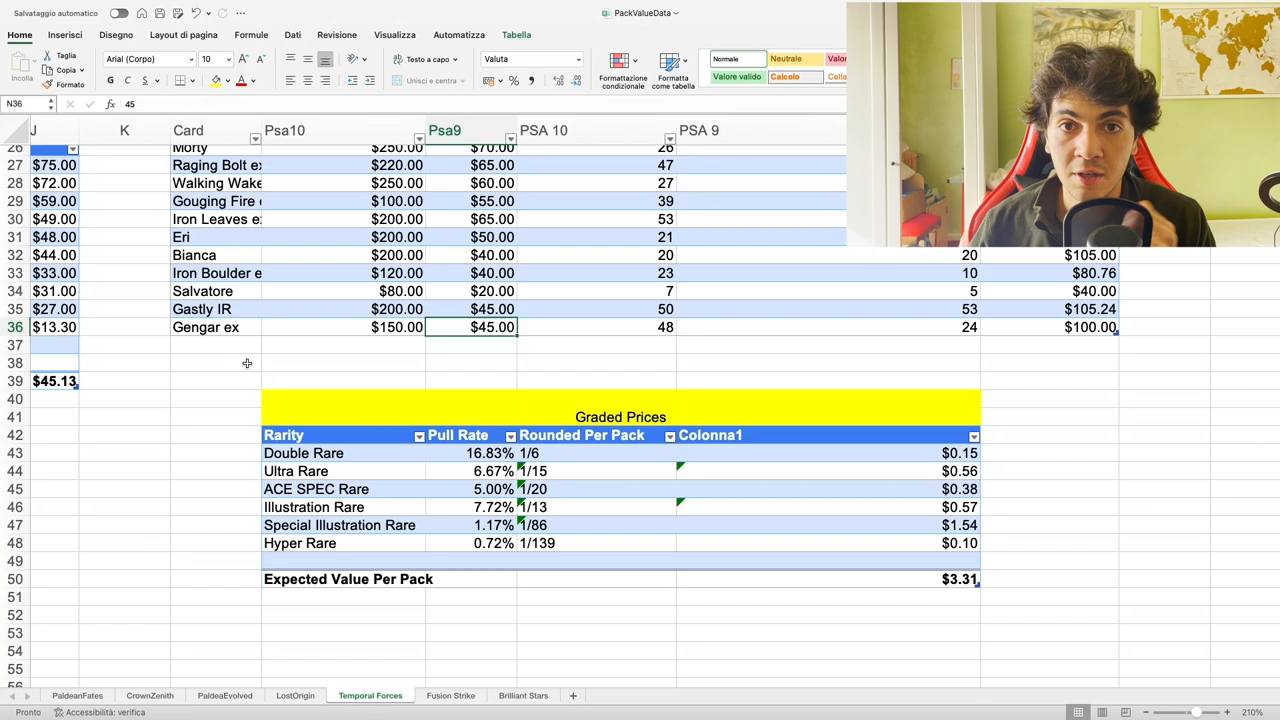 Salvataggio automatico
PackValueData
Home Inserisci Disegno Layout di pagina Formule Dati Revisione Visualizza Automatizza Tabella
Incolla Taglia Copia Formato
Arial (Corpo) 10
G C
Testo a capo
Unisci e centra
Valuta
Formattazione condizionale
Formatta come tabella
Normale Neutrale
Valore valido Calcolo
N36 fx 45
J K Card Psa10 Psa9 PSA 10 PSA 9
26 Morty $250.00 $70.00 26
27 $75.00 Raging Bolt ex $220.00 $65.00 47
28 $72.00 Walking Wake $250.00 $60.00 27
29 $59.00 Gouging Fire $100.00 $55.00 39
30 $49.00 Iron Leaves $200.00 $65.00 53
31 $48.00 Eri $200.00 $50.00 21
32 $44.00 Bianca $200.00 $40.00 20 20 $105.00
33 $33.00 Iron Boulder e $120.00 $40.00 23 10 $80.76
34 $31.00 Salvatore $80.00 $20.00 7 5 $40.00
35 $27.00 Gastly IR $200.00 $45.00 50 53 $105.24
36 $13.30 Gengar ex $150.00 $45.00 48 24 $100.00
37
38
39 $45.13
40
41 Graded Prices
42 Rarity Pull Rate Rounded Per Pack Colonna1
43 Double Rare 16.83% 1/6 $0.15
44 Ultra Rare 6.67% 1/15 $0.56
45 ACE SPEC Rare 5.00% 1/20 $0.38
46 Illustration Rare 7.72% 1/13 $0.57
47 Special Illustration Rare 1.17% 1/86 $1.54
48 Hyper Rare 0.72% 1/139 $0.10
49
50 Expected Value Per Pack $3.31
51
52
53
54
55
PaldeanFates CrownZenith PaldeaEvolved LostOrigin Temporal Forces Fusion Strike Brilliant Stars
Pronto Accessibilità: verifica 210%